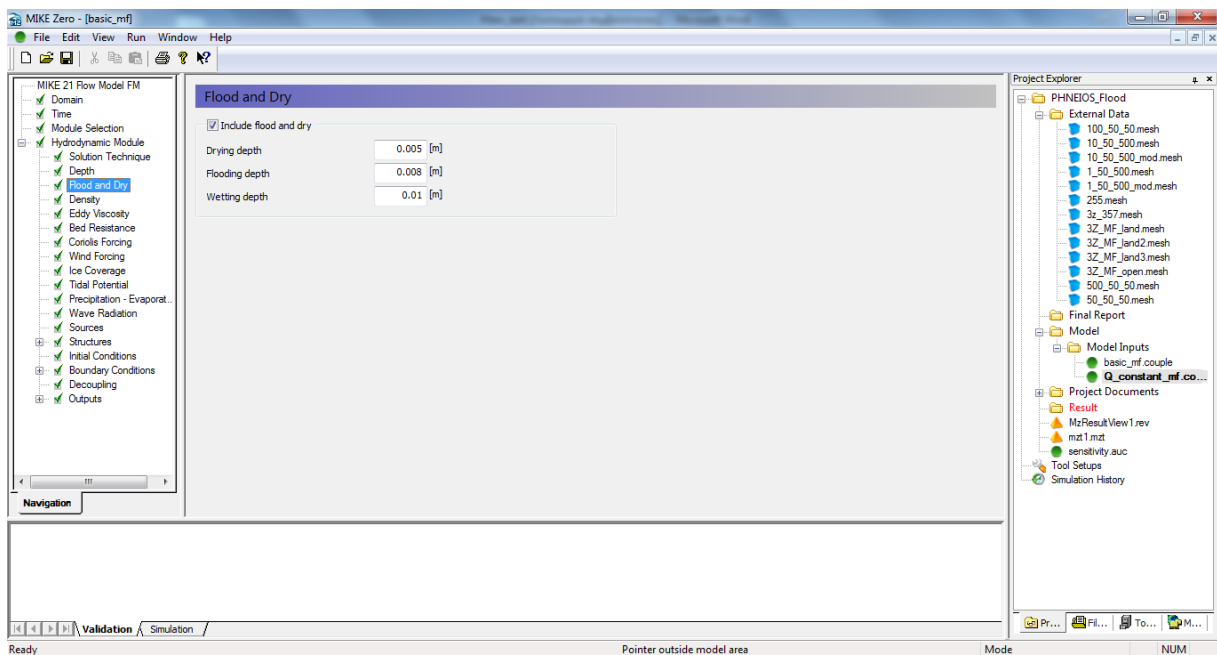 MIKE Zero - [basic_mf]
File Edit View Run Window Help
MIKE 21 Flow Model FM
Domain
Time
Module Selection
Hydrodynamic Module
Solution Technique
Depth
Flood and Dry
Density
Eddy Viscosity
Bed Resistance
Coriolis Forcing
Wind Forcing
Ice Coverage
Tidal Potential
Precipitation - Evaporat..
Wave Radiation
Sources
Structures
Initial Conditions
Boundary Conditions
Decoupling
Outputs
Navigation
Flood and Dry
Include flood and dry
Drying depth 0.005 [m]
Flooding depth 0.008 [m]
Wetting depth 0.01 [m]
Project Explorer
PHNEIOS_Flood
External Data
100_50_50.mesh
10_50_500.mesh
10_50_500_mod.mesh
1_50_500.mesh
1_50_500_mod.mesh
255.mesh
3z_357.mesh
3Z_MF_land.mesh
3Z_MF_land2.mesh
3Z_MF_land3.mesh
3Z_MF_open.mesh
500_50_50.mesh
50_50_50.mesh
Final Report
Model
Model Inputs
basic_mf.couple
Q_constant_mf.co...
Project Documents
Result
MzResultView1.rev
mzt1.mzt
sensitivity.auc
Tool Setups
Simulation History
Pr... Fil... To... M...
Validation Simulation
Ready Pointer outside model area Mode NUM